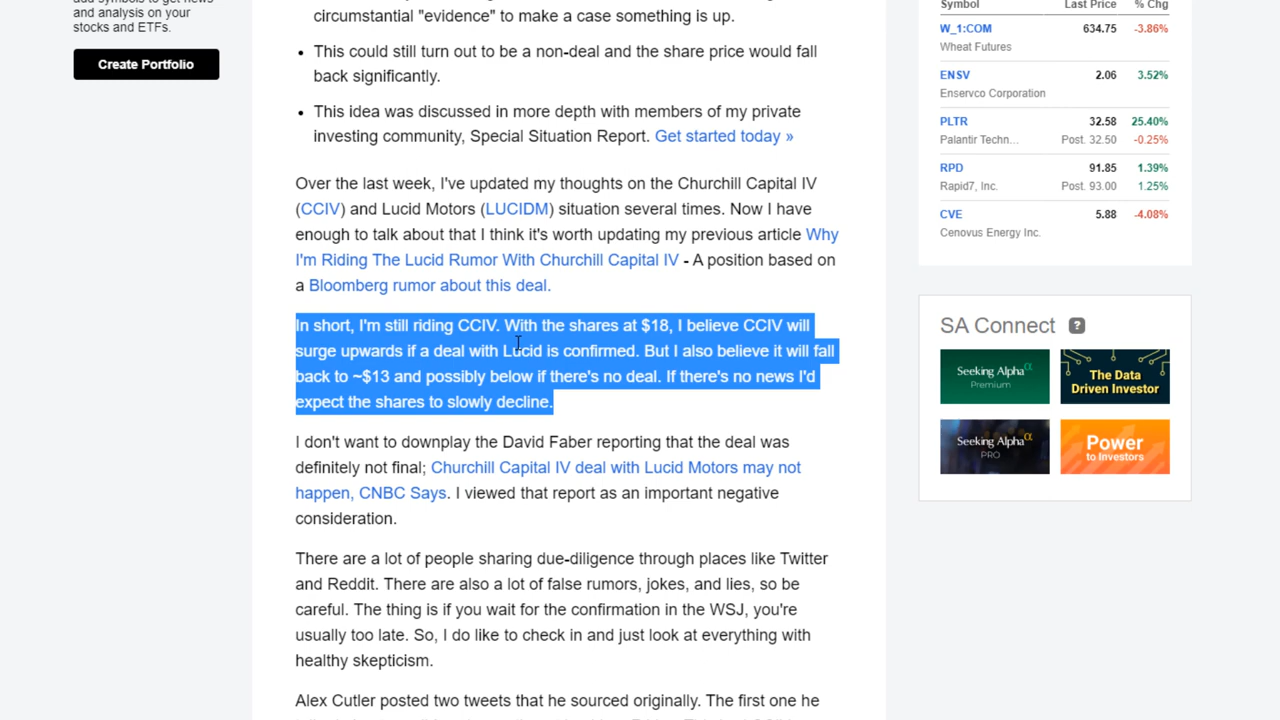 add symbols to get news
and analysis on your
stocks and ETFs.
Create Portfolio
circumstantial "evidence" to make a case something is up.
• This could still turn out to be a non-deal and the share price would fall
back significantly.
• This idea was discussed in more depth with members of my private
investing community, Special Situation Report. Get started today »
Over the last week, I've updated my thoughts on the Churchill Capital IV
(CCIV) and Lucid Motors (LUCIDM) situation several times. Now I have
enough to talk about that I think it's worth updating my previous article Why
I'm Riding The Lucid Rumor With Churchill Capital IV - A position based on
a Bloomberg rumor about this deal.
In short, I'm still riding CCIV. With the shares at $18, I believe CCIV will
surge upwards if a deal with Lucid is confirmed. But I also believe it will fall
back to ~$13 and possibly below if there's no deal. If there's no news I'd
expect the shares to slowly decline.
I don't want to downplay the David Faber reporting that the deal was
definitely not final; Churchill Capital IV deal with Lucid Motors may not
happen, CNBC Says. I viewed that report as an important negative
consideration.
There are a lot of people sharing due-diligence through places like Twitter
and Reddit. There are also a lot of false rumors, jokes, and lies, so be
careful. The thing is if you wait for the confirmation in the WSJ, you're
usually too late. So, I do like to check in and just look at everything with
healthy skepticism.
Alex Cutler posted two tweets that he sourced originally. The first one he
Symbol Last Price % Chg
W_1:COM 634.75 -3.86%
Wheat Futures
ENSV 2.06 3.52%
Enservco Corporation
PLTR 32.58 25.40%
Palantir Techn... Post. 32.50 -0.25%
RPD 91.85 1.39%
Rapid7, Inc. Post. 93.00 1.25%
CVE 5.88 -4.08%
Cenovus Energy Inc.
SA Connect ?
Seeking Alpha α
Premium
The Data
Driven Investor
Seeking Alpha α
PRO
Power
to Investors